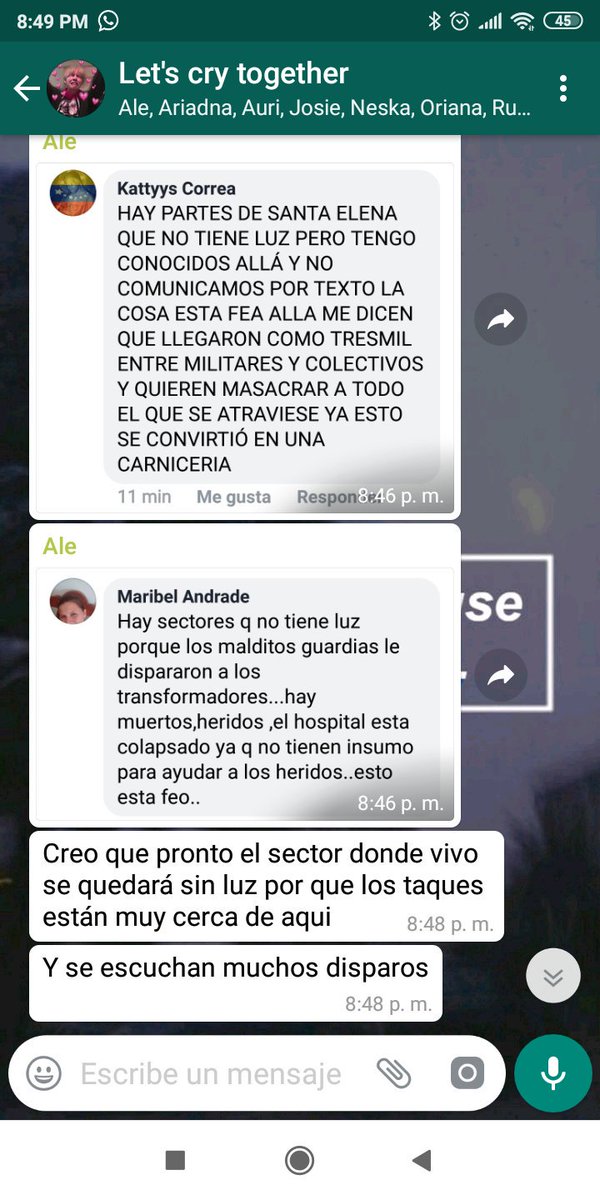 8:49 PM
45
Let's cry together
Ale, Ariadna, Auri, Josie, Neska, Oriana, Ru...
Ale
Kattyys Correa
HAY PARTES DE SANTA ELENA
QUE NO TIENE LUZ PERO TENGO
CONOCIDOS ALLÁ Y NO
COMUNICAMOS POR TEXTO LA
COSA ESTA FEA ALLA ME DICEN
QUE LLEGARON COMO TRESMIL
ENTRE MILITARES Y COLECTIVOS
Y QUIEREN MASACRAR A TODO
EL QUE SE ATRAVIESE YA ESTO
SE CONVIRTIÓ EN UNA
CARNICERIA
11 min Me gusta 8:46 p. m.
Ale
Maribel Andrade
Hay sectores q no tiene luz
porque los malditos guardias le
dispararon a los
transformadores...hay
muertos,heridos ,el hospital esta
colapsado ya q no tienen insumo
para ayudar a los heridos..esto
esta feo..
8:46 p. m.
Creo que pronto el sector donde vivo
se quedará sin luz por que los taques
están muy cerca de aqui
8:48 p. m.
Y se escuchan muchos disparos
8:48 p. m.
Escribe un mensaje